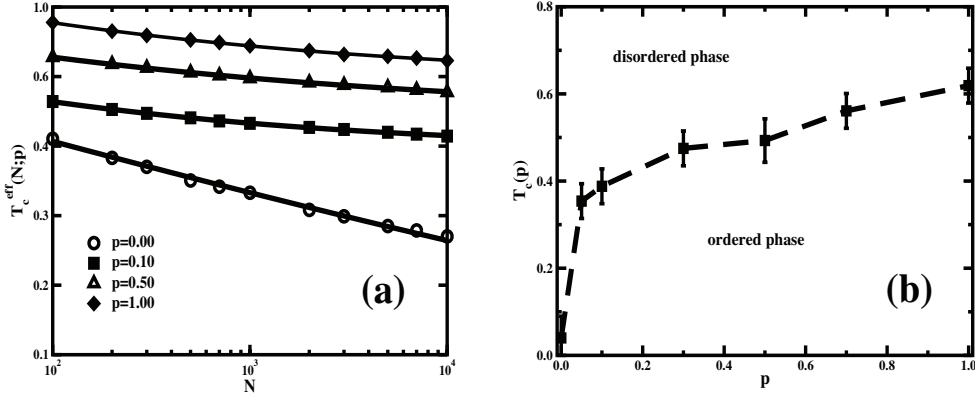 1.0
0.6
0.4
0.3
0.2
0.1
T_c^eff(N;p)
p=0.00
p=0.10
p=0.50
p=1.00
(a)
10^2
10^3
10^4
N
0.8
0.6
0.4
0.2
0.0
T_c(p)
disordered phase
ordered phase
(b)
0.0
0.2
0.4
0.6
0.8
1.0
p